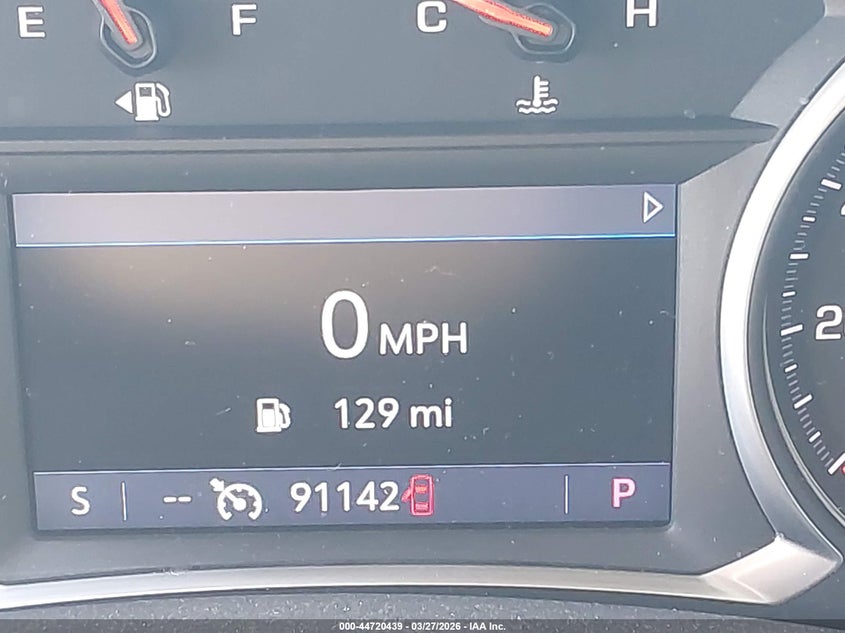 E F C H
0 MPH
129 mi
S -- 91142 P
000-44720439 - 03/27/2026 - IAA Inc.